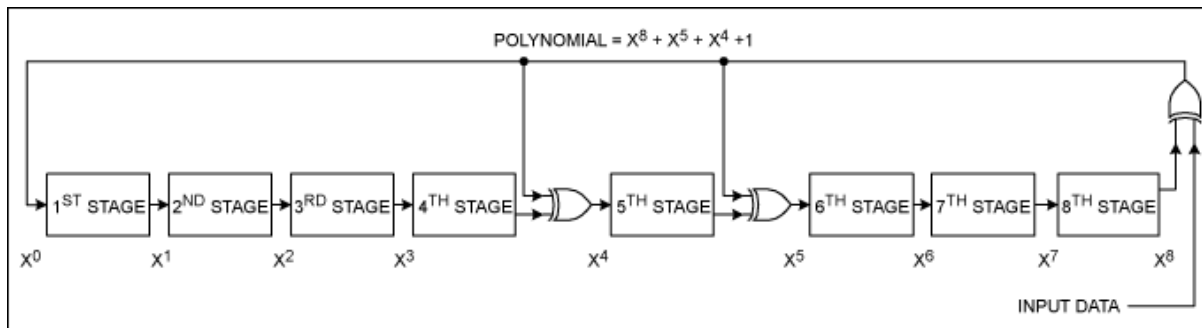 POLYNOMIAL = X⁸ + X⁵ + X⁴ +1
1ST STAGE
2ND STAGE
3RD STAGE
4TH STAGE
5TH STAGE
6TH STAGE
7TH STAGE
8TH STAGE
X⁰
X¹
X²
X³
X⁴
X⁵
X⁶
X⁷
X⁸
INPUT DATA